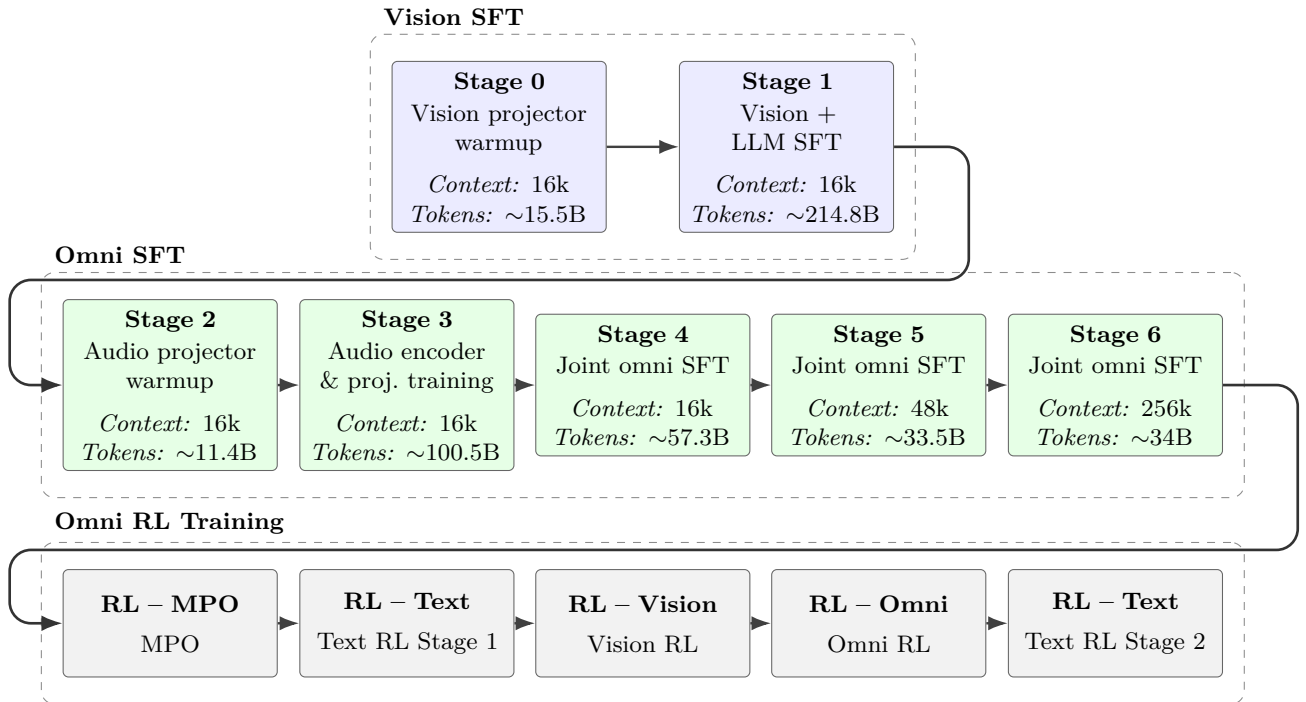 Vision SFT
Stage 0
Vision projector
warmup
Context: 16k
Tokens: ~15.5B
Stage 1
Vision +
LLM SFT
Context: 16k
Tokens: ~214.8B
Omni SFT
Stage 2
Audio projector
warmup
Context: 16k
Tokens: ~11.4B
Stage 3
Audio encoder
& proj. training
Context: 16k
Tokens: ~100.5B
Stage 4
Joint omni SFT
Context: 16k
Tokens: ~57.3B
Stage 5
Joint omni SFT
Context: 48k
Tokens: ~33.5B
Stage 6
Joint omni SFT
Context: 256k
Tokens: ~34B
Omni RL Training
RL – MPO
MPO
RL – Text
Text RL Stage 1
RL – Vision
Vision RL
RL – Omni
Omni RL
RL – Text
Text RL Stage 2